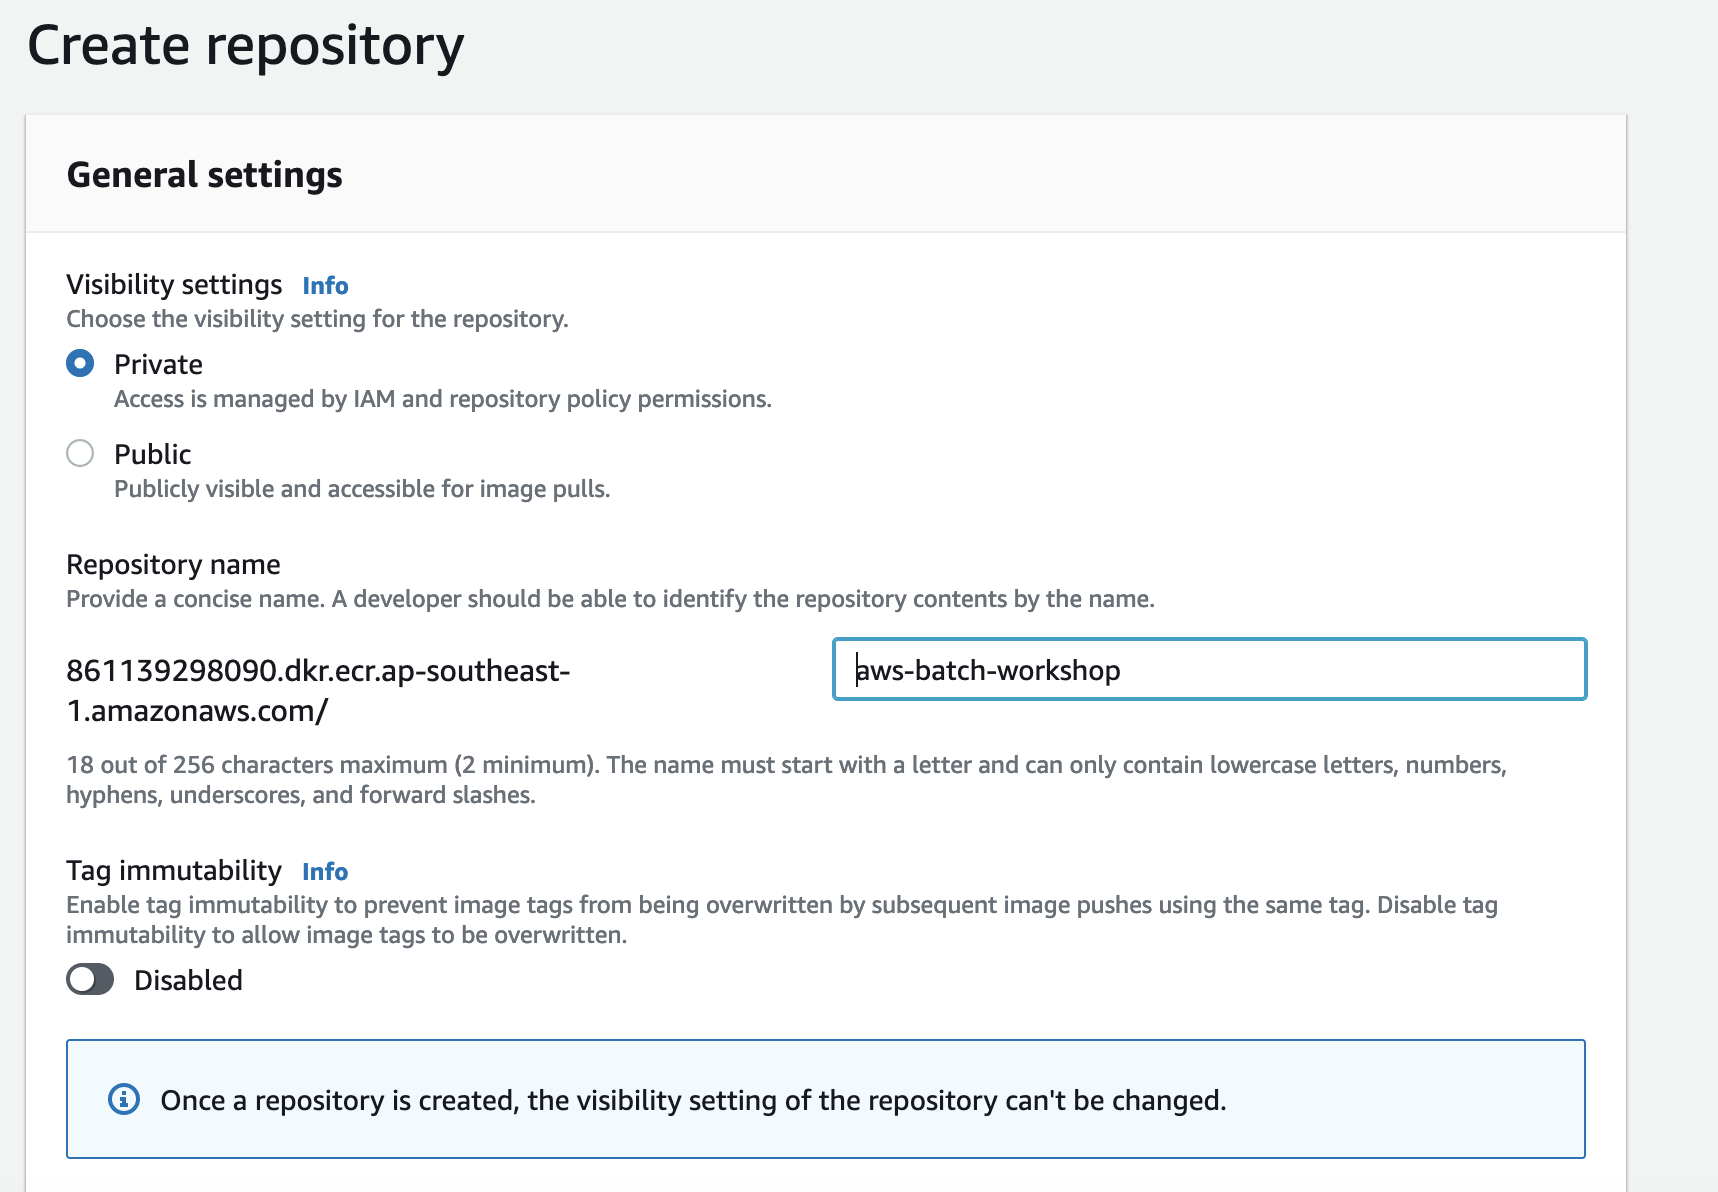 Create repository
General settings
Visibility settings Info
Choose the visibility setting for the repository.
Private
Access is managed by IAM and repository policy permissions.
Public
Publicly visible and accessible for image pulls.
Repository name
Provide a concise name. A developer should be able to identify the repository contents by the name.
861139298090.dkr.ecr.ap-southeast-
1.amazonaws.com/
aws-batch-workshop
18 out of 256 characters maximum (2 minimum). The name must start with a letter and can only contain lowercase letters, numbers,
hyphens, underscores, and forward slashes.
Tag immutability Info
Enable tag immutability to prevent image tags from being overwritten by subsequent image pushes using the same tag. Disable tag
immutability to allow image tags to be overwritten.
Disabled
Once a repository is created, the visibility setting of the repository can't be changed.